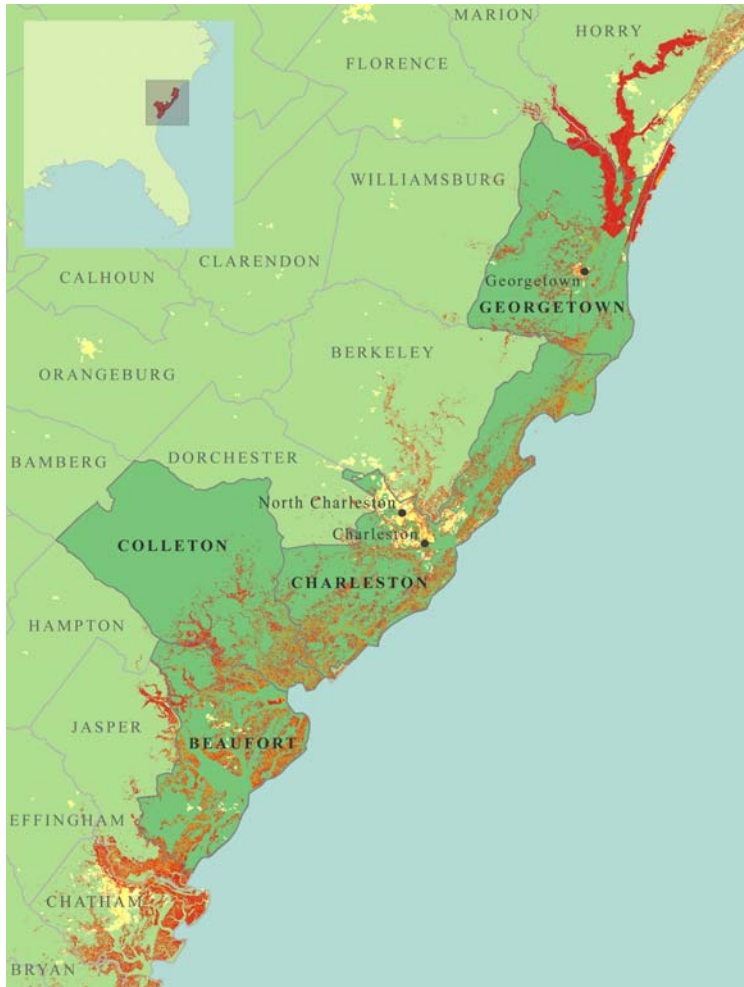 MARION
HORRY
FLORENCE
WILLIAMSBURG
CLARENDON
CALHOUN
Georgetown
GEORGETOWN
BERKELEY
ORANGEBURG
DORCHESTER
BAMBERG
North Charleston
Charleston
COLLETON
CHARLESTON
HAMPTON
JASPER
BEAUFORT
EFFINGHAM
CHATHAM
BRYAN